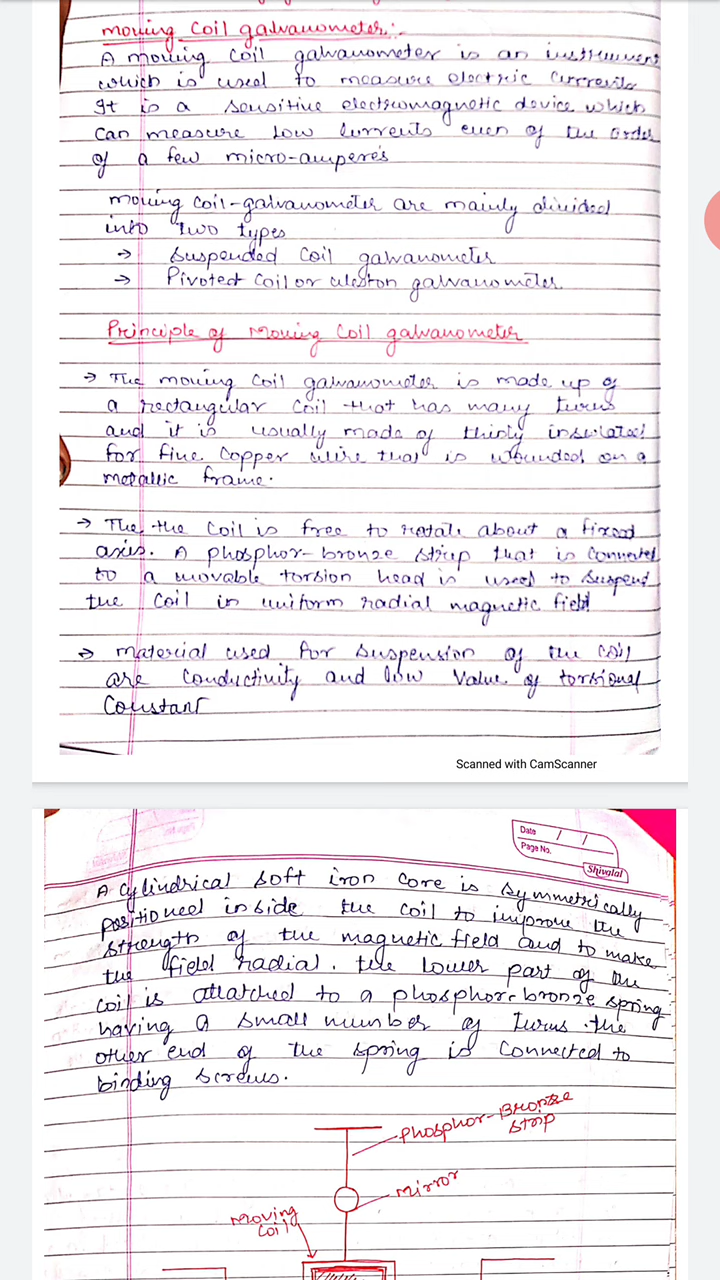 moving coil galvanometer:-
A moving coil galvanometer is an instrument
which is used to measure electric currents
It is a sensitive electromagnetic device which
can measure low currents even of the order
of a few micro-amperes
moving coil-galvanometer are mainly divided
into Two types
→ Suspended coil galvanometer
→ Pivoted coil or weston galvanometer.
Principle of Moving Coil galvanometer
→ The moving coil galvanometer is made up of
a rectangular coil that has many turns
and it is usually made of thinly insulated
for fine copper wire that is wounded on a
metallic frame.
→ The the coil is free to rotate about a fixed
axis. A phosphor-bronze strip that is connected
to a movable torsion head is used to suspend
the coil in uniform radial magnetic field
→ material used for suspension of the coil
are conductivity and low value of torsional
Constant
Scanned with CamScanner
Date / /
Page No.
Shivalal
A cylindrical soft iron core is symmetrically
positioned inside the coil to improve the
strength of the magnetic field and to make
the field radial. the lower part of the
coil is attatched to a phosphor-bronze spring
having a small number of turns. the
other end of the spring is connected to
binding screws.
Phosphor-Bronze
Strop
Mirror
Moving
Coil